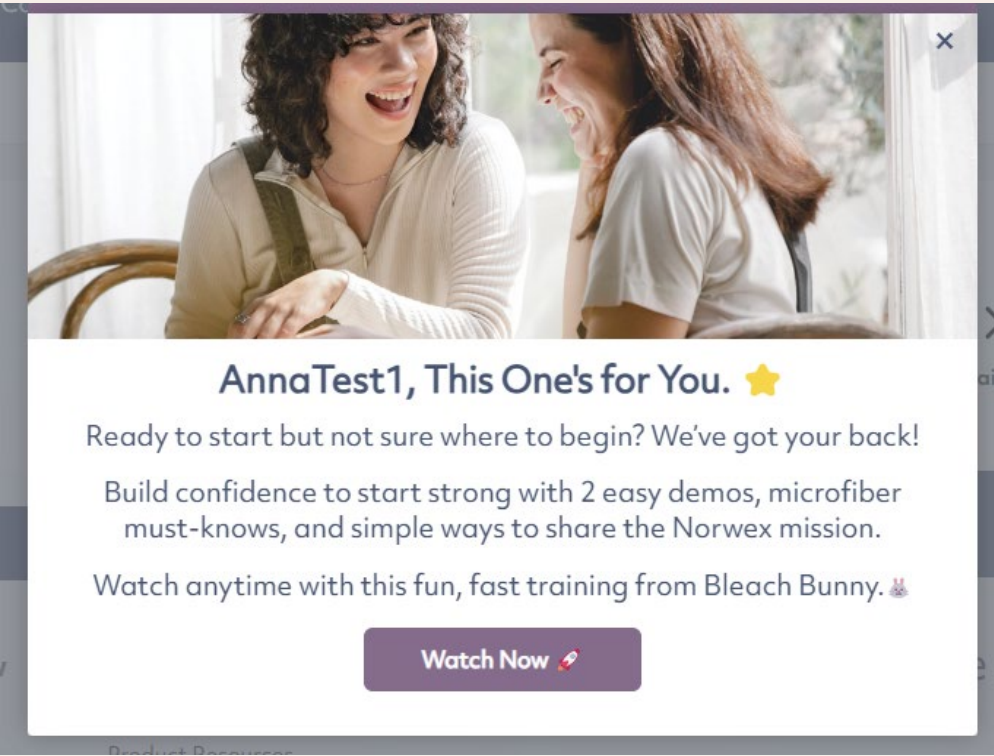 AnnaTest1, This One's for You. ⭐
Ready to start but not sure where to begin? We've got your back!
Build confidence to start strong with 2 easy demos, microfiber
must-knows, and simple ways to share the Norwex mission.
Watch anytime with this fun, fast training from Bleach Bunny.🐰
Watch Now 🚀
Product Resources